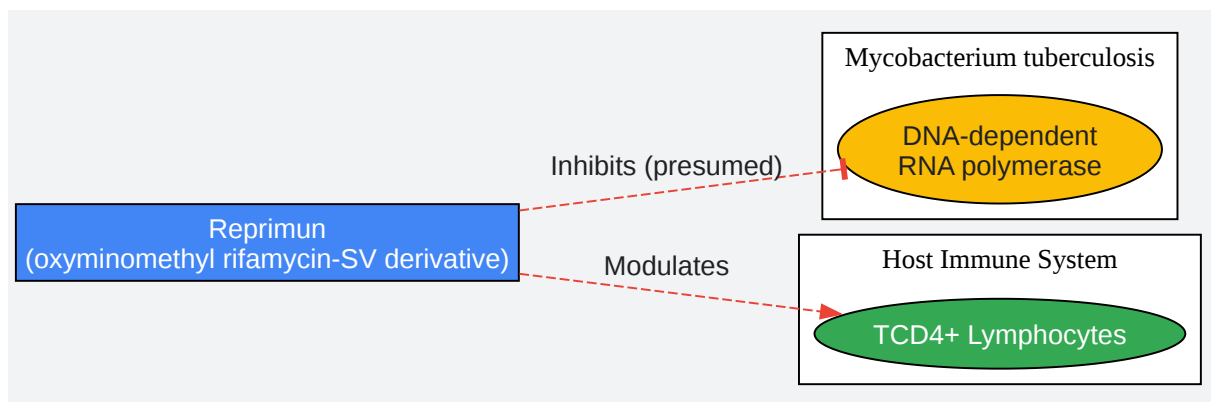 Mycobacterium tuberculosis
DNA-dependent
RNA polymerase
Inhibits (presumed)
Reprimun
(oxyminomethyl rifamycin-SV derivative)
Modulates
Host Immune System
TCD4+ Lymphocytes